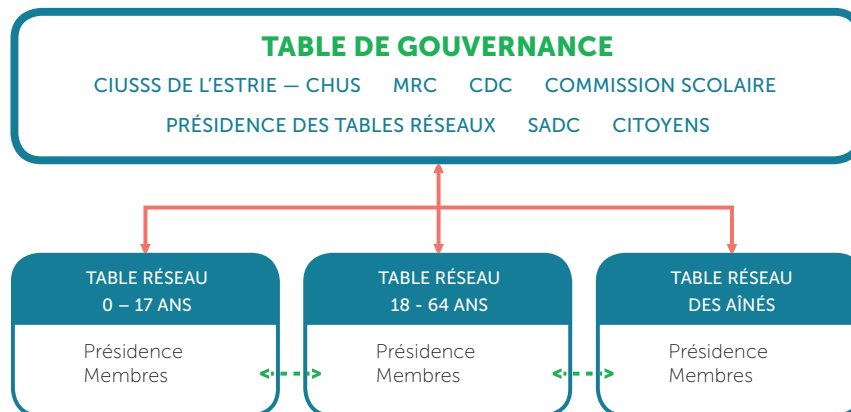 TABLE DE GOUVERNANCE
CIUSSS DE L'ESTRIE — CHUS MRC CDC COMMISSION SCOLAIRE
PRÉSIDENCE DES TABLES RÉSEAUX SADC CITOYENS
TABLE RÉSEAU
0 – 17 ANS
Présidence
Membres
TABLE RÉSEAU
18 - 64 ANS
Présidence
Membres
TABLE RÉSEAU
DES AÎNÉS
Présidence
Membres